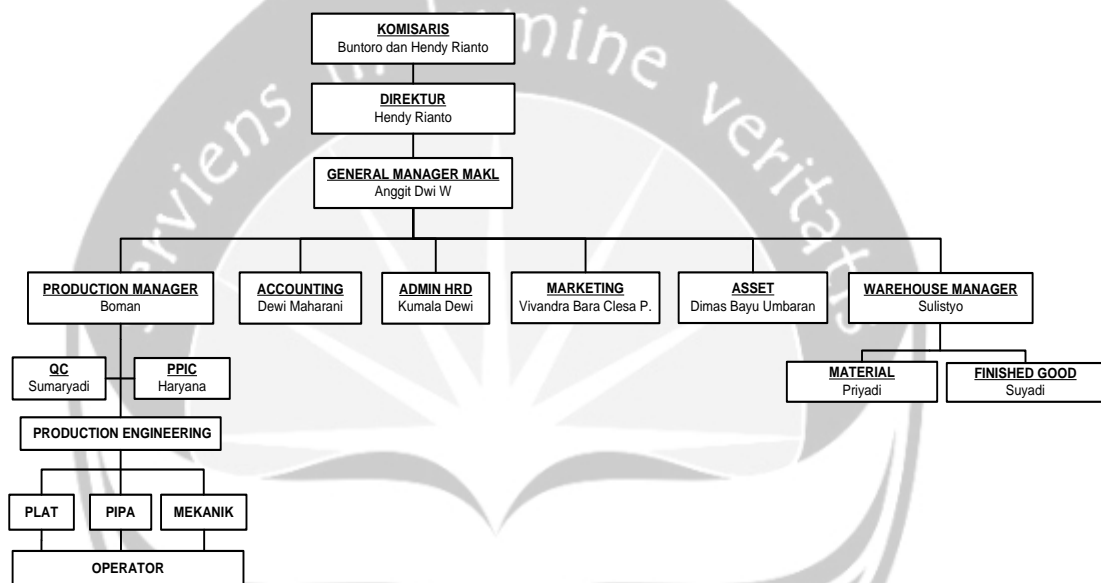 KOMISARIS
Buntoro dan Hendy Rianto
DIREKTUR
Hendy Rianto
GENERAL MANAGER MAKL
Anggit Dwi W
PRODUCTION MANAGER
Boman
ACCOUNTING
Dewi Maharani
ADMIN HRD
Kumala Dewi
MARKETING
Vivandra Bara Clesa P.
ASSET
Dimas Bayu Umbaran
WAREHOUSE MANAGER
Sulistyo
QC
Sumaryadi
PPIC
Haryana
MATERIAL
Priyadi
FINISHED GOOD
Suyadi
PRODUCTION ENGINEERING
PLAT
PIPA
MEKANIK
OPERATOR